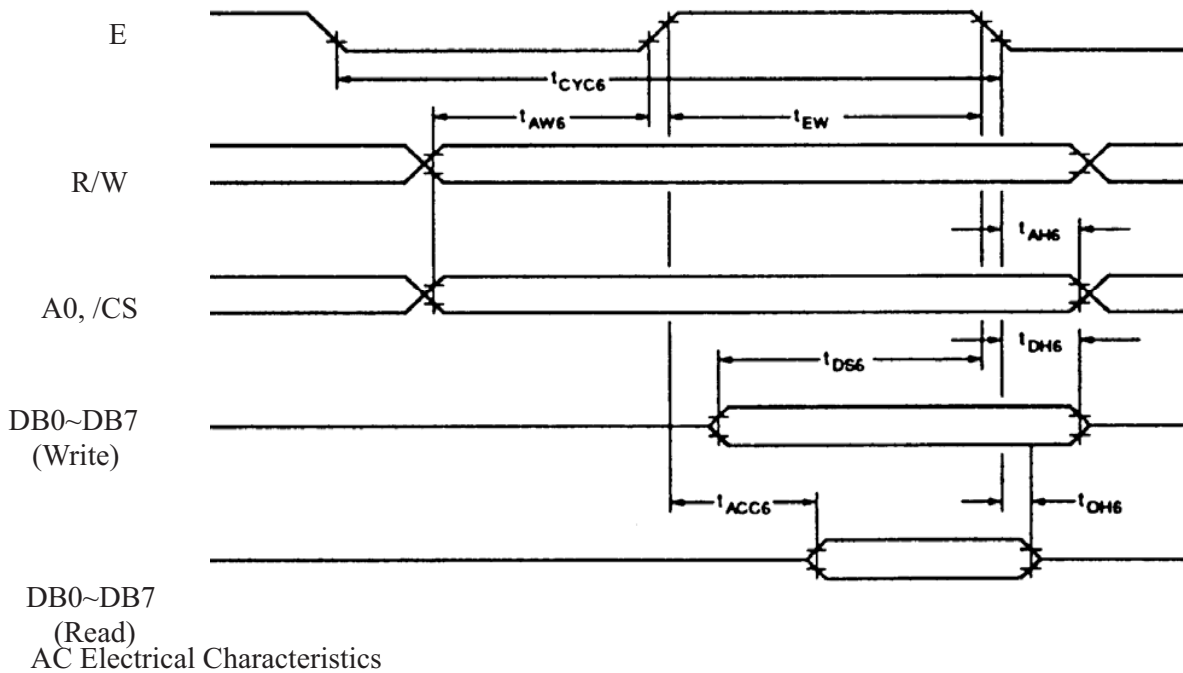 E
tCYC6
tAW6
tEW
R/W
tAH6
A0, /CS
tDH6
tDS6
DB0~DB7
(Write)
tACC6
tOH6
DB0~DB7
(Read)
AC Electrical Characteristics